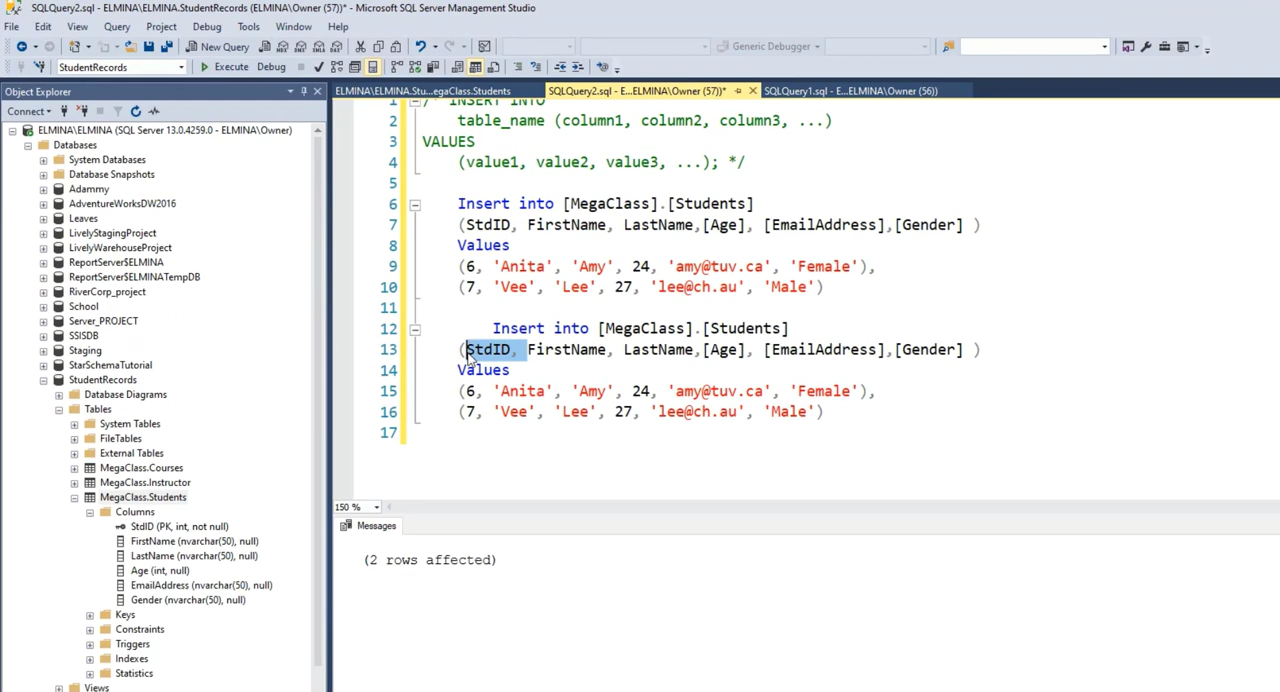 SQLQuery2.sql - ELMINA\ELMINA.StudentRecords (ELMINA\Owner (57))* - Microsoft SQL Server Management Studio
File Edit View Query Project Debug Tools Window Help
New Query Generic Debugger
StudentRecords Execute Debug
Object Explorer
ELMINA\ELMINA.Stu...egaClass.Students SQLQuery2.sql - E...ELMINA\Owner (57))* SQLQuery1.sql - E...ELMINA\Owner (56))
Connect
ELMINA\ELMINA (SQL Server 13.0.4259.0 - ELMINA\Owner)
Databases
System Databases
Database Snapshots
Adammy
AdventureWorksDW2016
Leaves
LivelyStagingProject
LivelyWarehouseProject
ReportServer$ELMINA
ReportServer$ELMINATempDB
RiverCorp_project
School
Server_PROJECT
SSISDB
Staging
StarSchemaTutorial
StudentRecords
Database Diagrams
Tables
System Tables
FileTables
External Tables
MegaClass.Courses
MegaClass.Instructor
MegaClass.Students
Columns
StdID (PK, int, not null)
FirstName (nvarchar(50), null)
LastName (nvarchar(50), null)
Age (int, null)
EmailAddress (nvarchar(50), null)
Gender (nvarchar(50), null)
Keys
Constraints
Triggers
Indexes
Statistics
Views
1 /* INSERT INTO
2 table_name (column1, column2, column3, ...)
3 VALUES
4 (value1, value2, value3, ...); */
5
6 Insert into [MegaClass].[Students]
7 (StdID, FirstName, LastName,[Age], [EmailAddress],[Gender] )
8 Values
9 (6, 'Anita', 'Amy', 24, 'amy@tuv.ca', 'Female'),
10 (7, 'Vee', 'Lee', 27, 'lee@ch.au', 'Male')
11
12 Insert into [MegaClass].[Students]
13 (StdID, FirstName, LastName,[Age], [EmailAddress],[Gender] )
14 Values
15 (6, 'Anita', 'Amy', 24, 'amy@tuv.ca', 'Female'),
16 (7, 'Vee', 'Lee', 27, 'lee@ch.au', 'Male')
17
150 %
Messages
(2 rows affected)